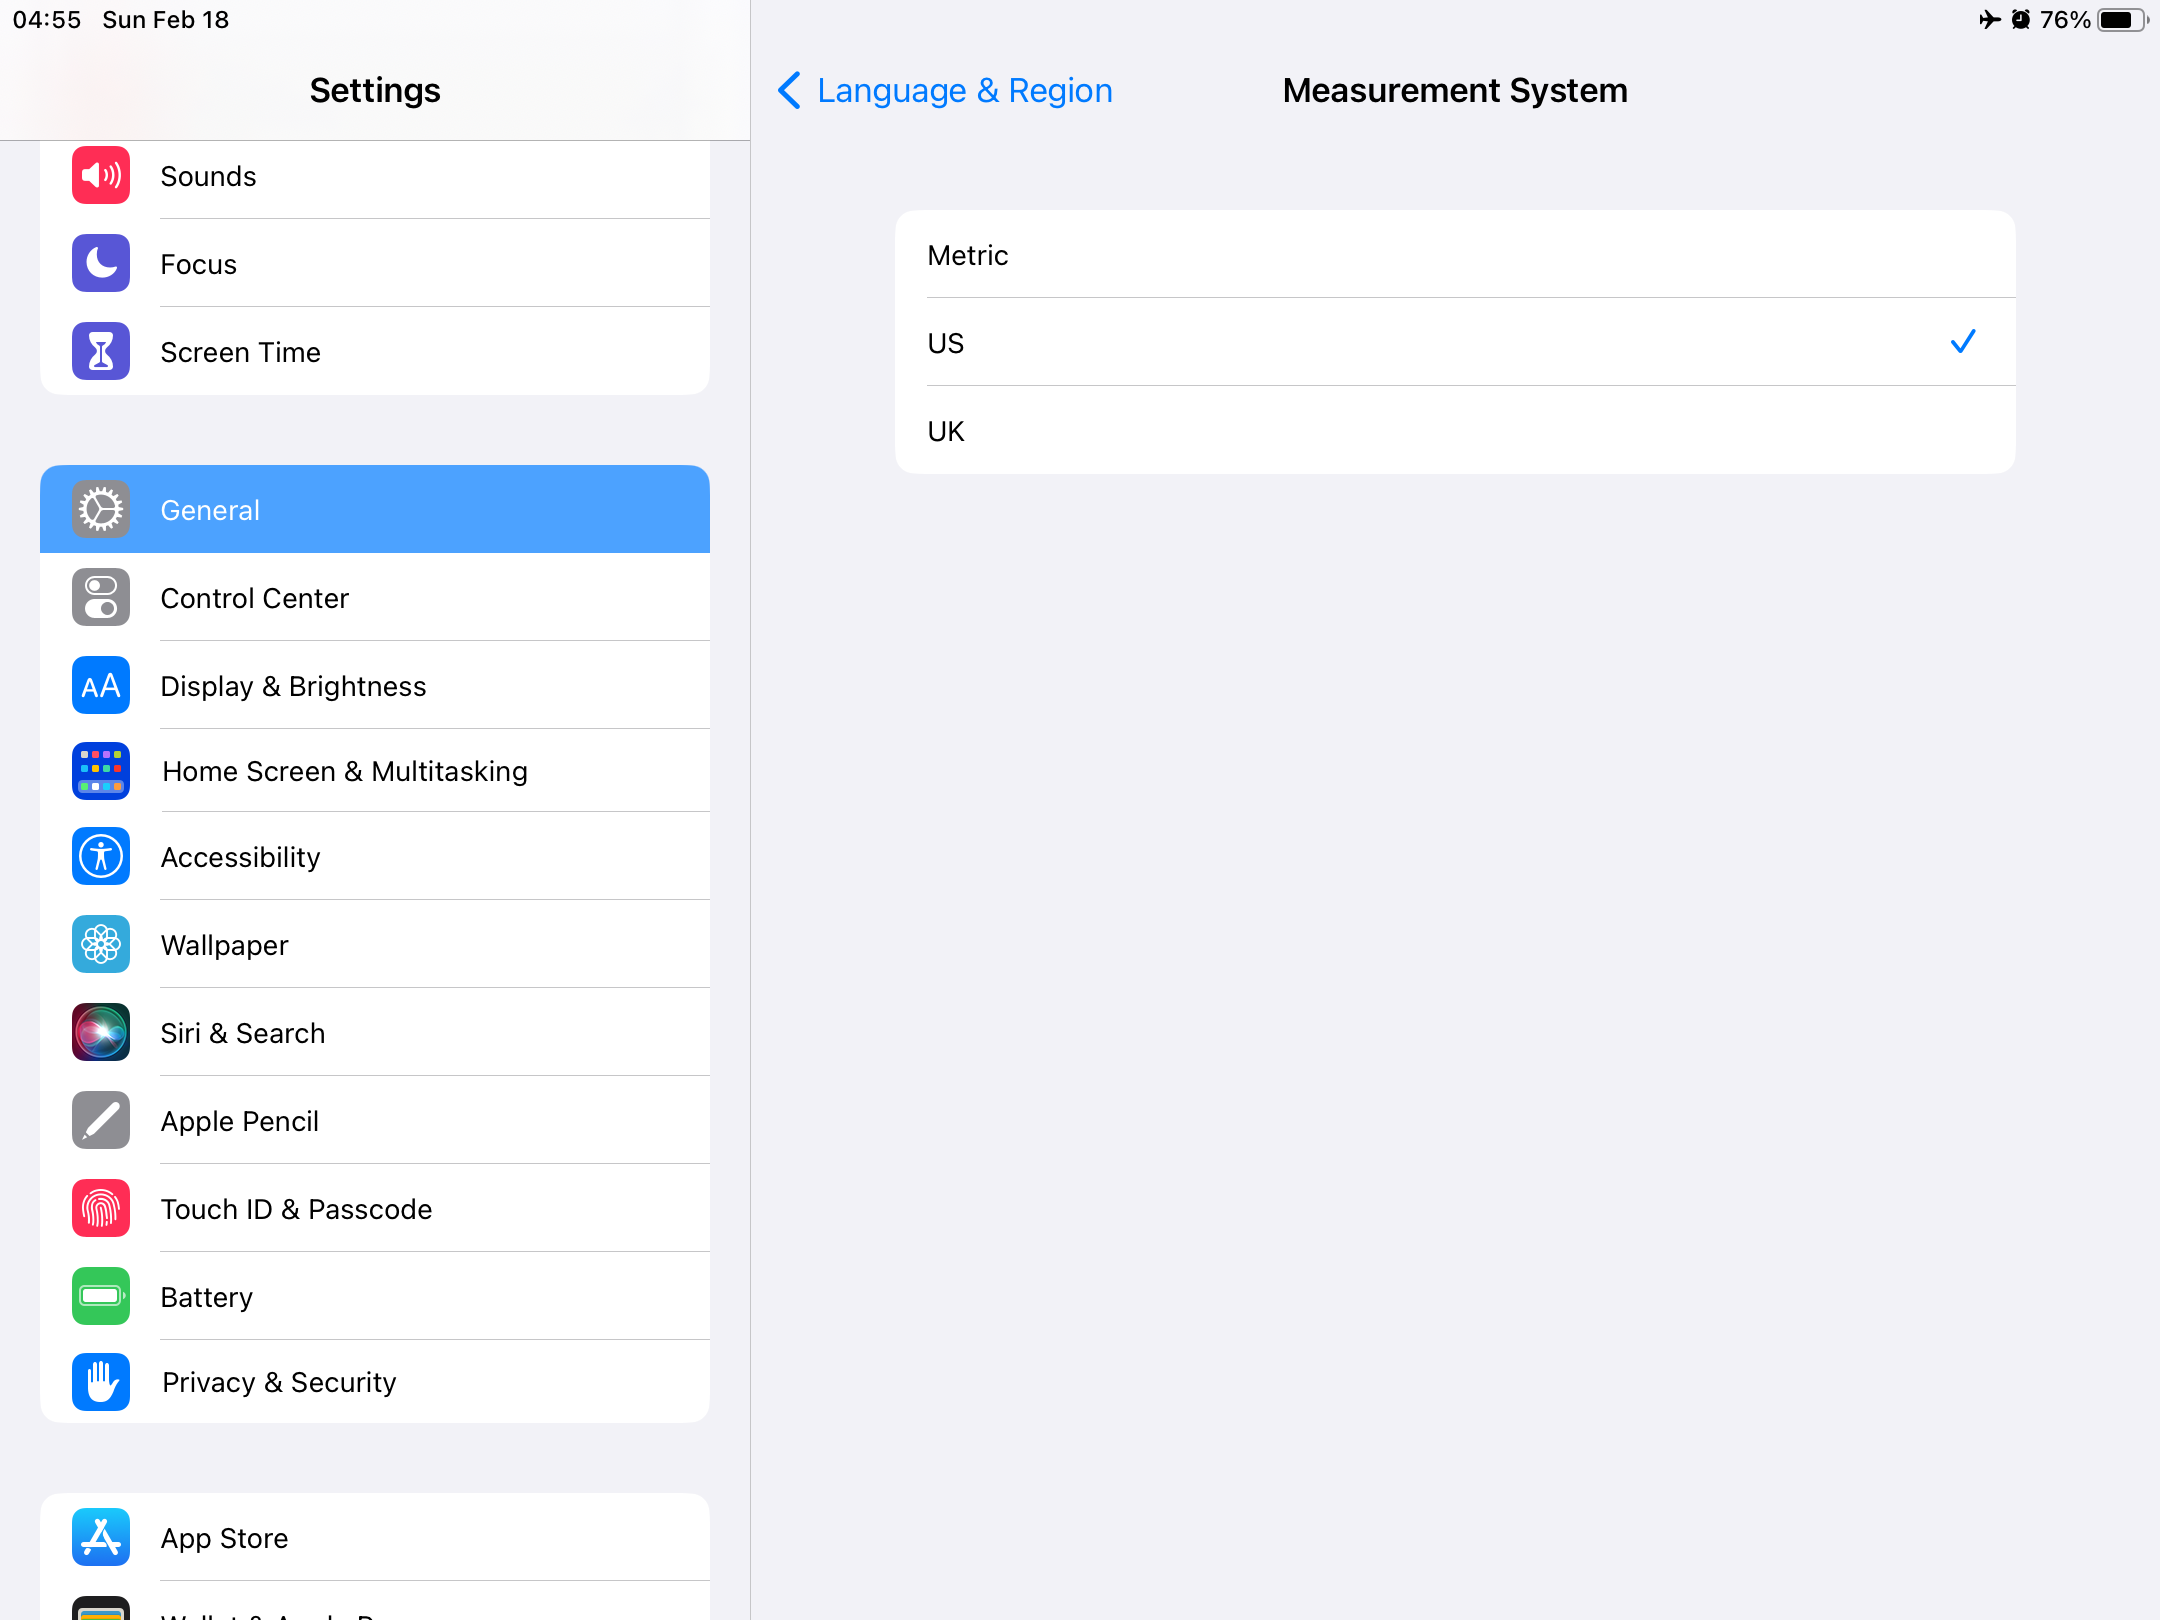 04:55 Sun Feb 18
76%
Settings
Language & Region
Measurement System
Sounds
Focus
Screen Time
General
Control Center
Display & Brightness
Home Screen & Multitasking
Accessibility
Wallpaper
Siri & Search
Apple Pencil
Touch ID & Passcode
Battery
Privacy & Security
App Store
Metric
US
UK